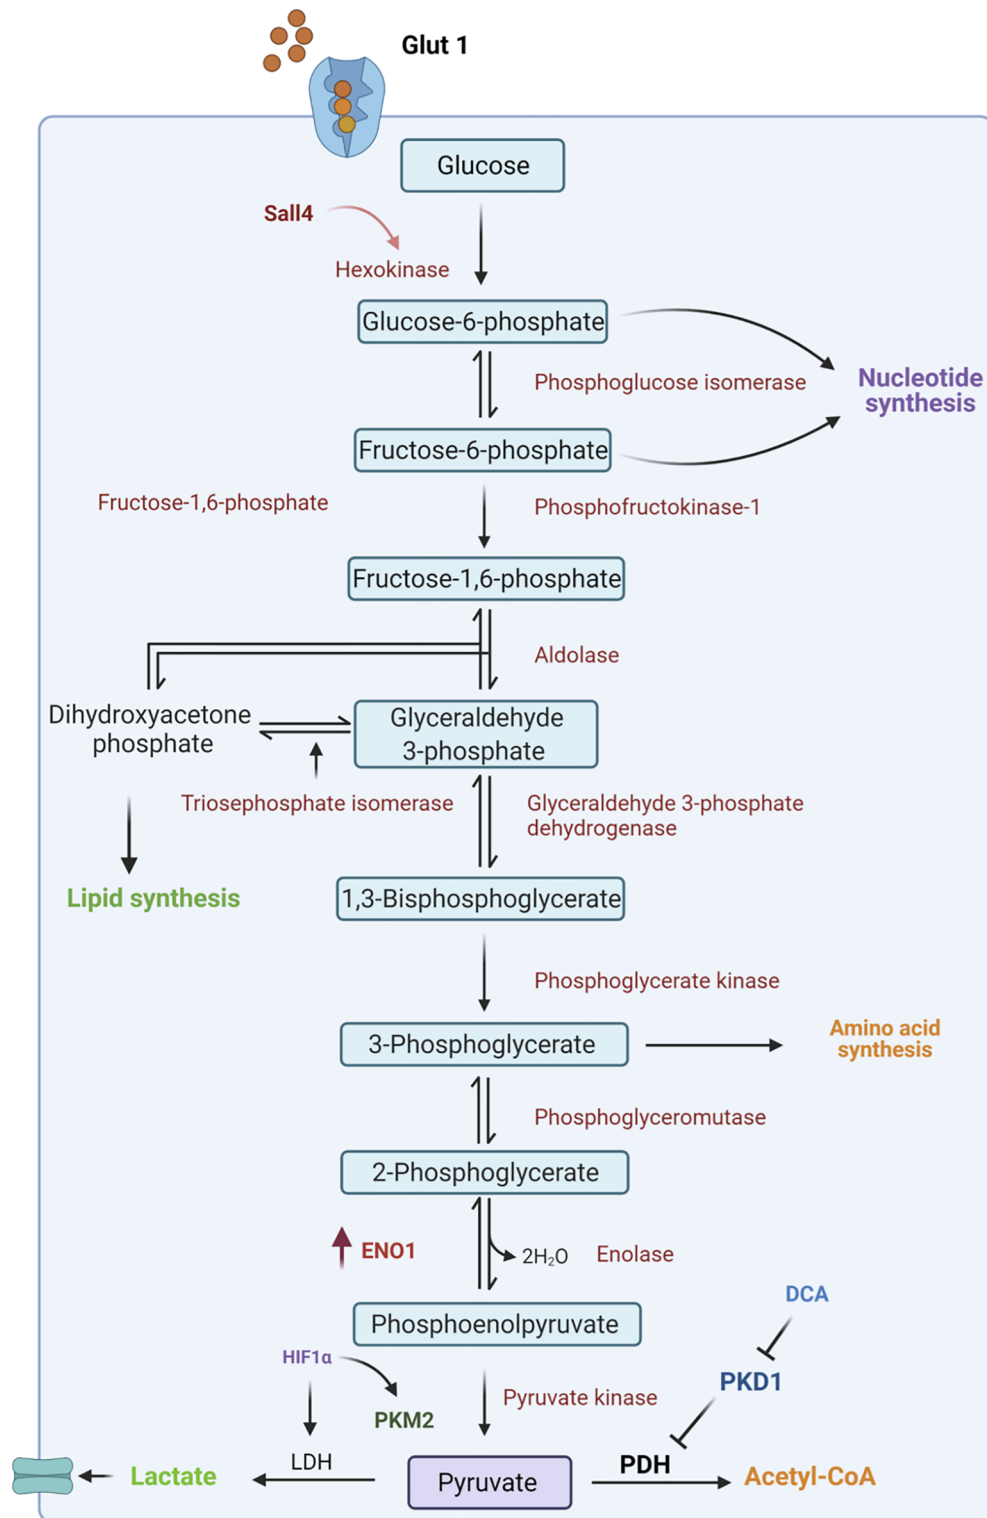 Glut 1
Glucose
Sall4
Hexokinase
Glucose-6-phosphate
Phosphoglucose isomerase
Nucleotide
synthesis
Fructose-6-phosphate
Fructose-1,6-phosphate
Phosphofructokinase-1
Fructose-1,6-phosphate
Aldolase
Dihydroxyacetone
phosphate
Glyceraldehyde
3-phosphate
Triosephosphate isomerase
Glyceraldehyde 3-phosphate
dehydrogenase
Lipid synthesis
1,3-Bisphosphoglycerate
Phosphoglycerate kinase
3-Phosphoglycerate
Amino acid
synthesis
Phosphoglyceromutase
2-Phosphoglycerate
ENO1
2H₂O
Enolase
DCA
Phosphoenolpyruvate
HIF1α
PKM2
Pyruvate kinase
PKD1
LDH
PDH
Lactate
Pyruvate
Acetyl-CoA